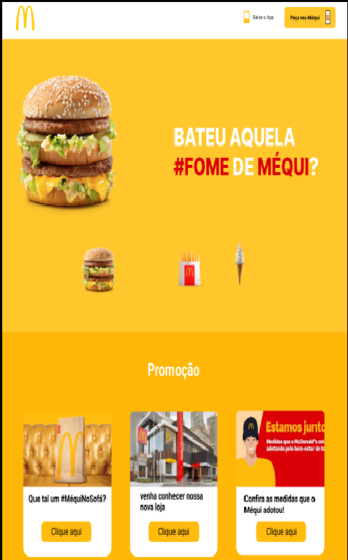 Baixe o App
Peça seu Méqui
BATEU AQUELA
#FOME DE MÉQUI?
Promoção
Estamos junto
Medidas que o McDonald's est
adotando pelo bem-estar de to
Que tal um #MéquiNoSofá?
venha conhecer nossa
nova loja
Confira as medidas que o
Méqui adotou!
Clique aqui
Clique aqui
Clique aqui